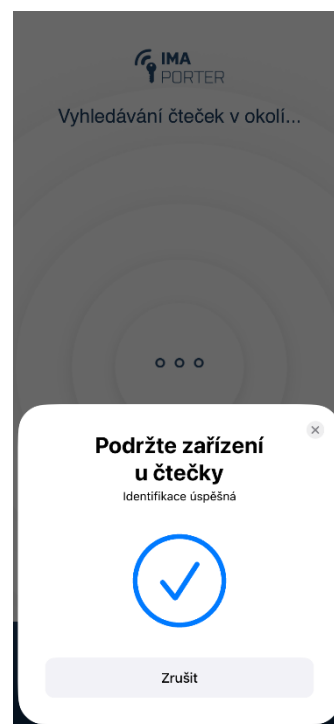 IMA
PORTER
Vyhledávání čteček v okolí...
Podržte zařízení
u čtečky
Identifikace úspěšná
Zrušit